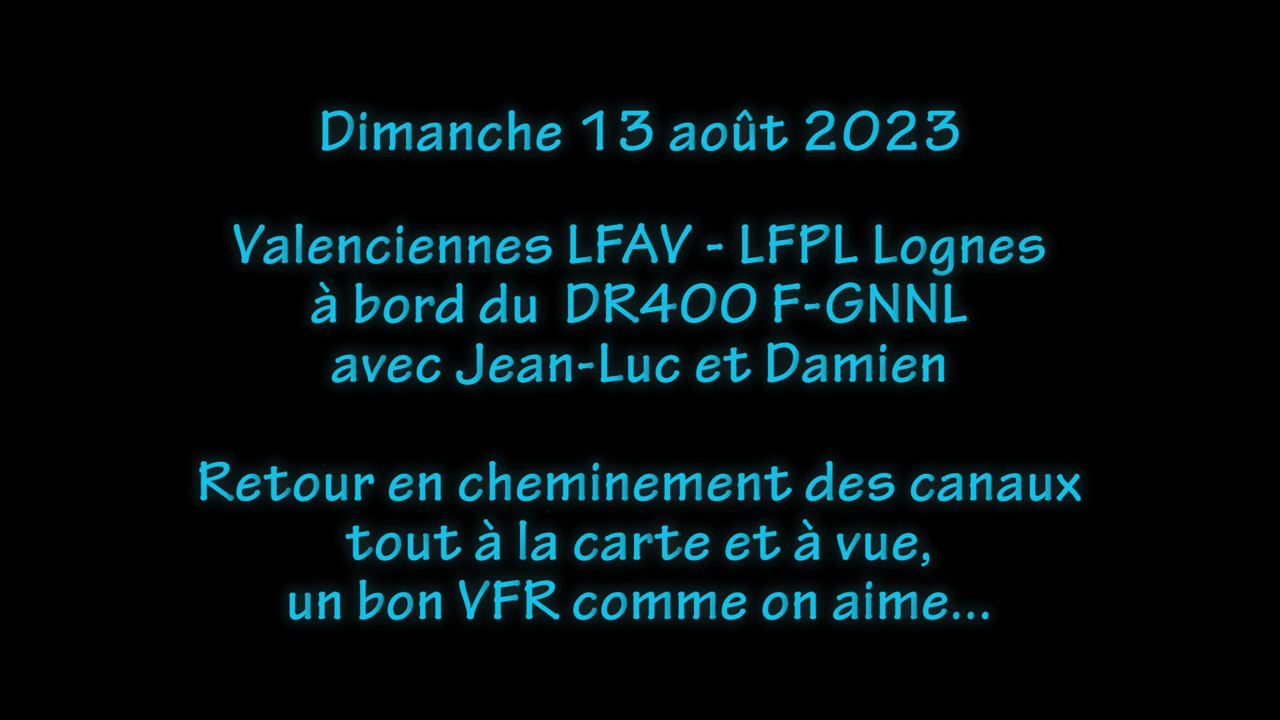 Dimanche 13 août 2023
Valenciennes LFAV - LFPL Lognes
à bord du DR400 F-GNNL
avec Jean-Luc et Damien
Retour en cheminement des canaux
tout à la carte et à vue,
un bon VFR comme on aime...